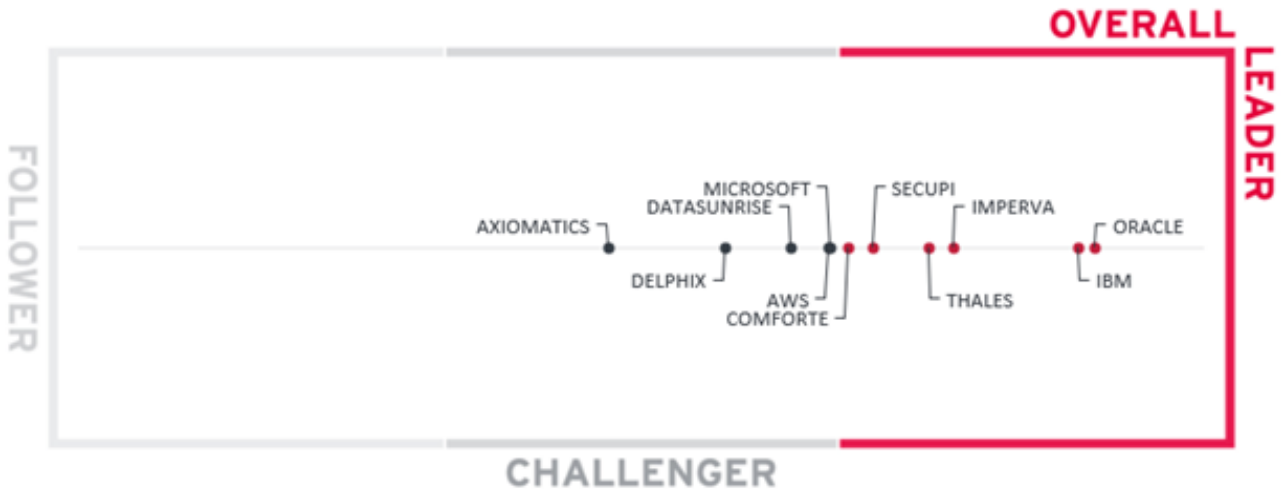 OVERALL
LEADER
FOLLOWER
MICROSOFT
SECUPI
DATASUNRISE
IMPERVA
AXIOMATICS
ORACLE
DELPHIX
IBM
AWS
THALES
COMFORTE
CHALLENGER